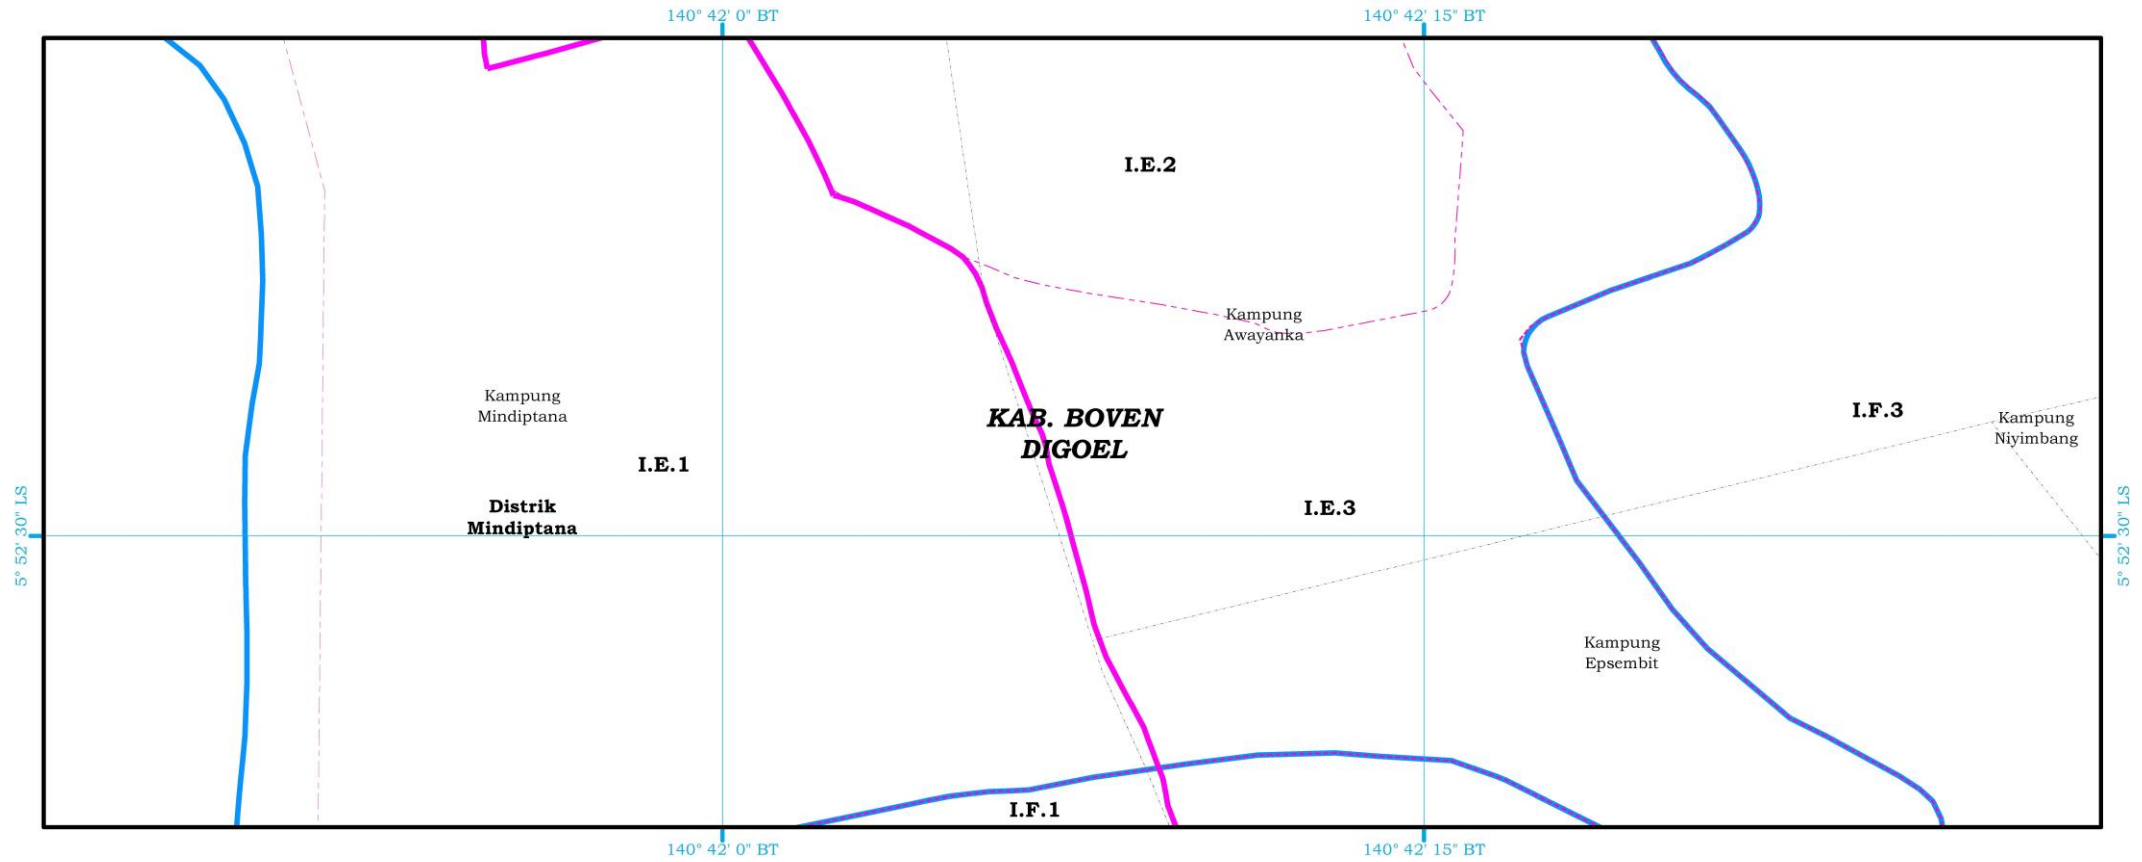 140° 42' 0" BT
140° 42' 15" BT
I.E.2
Kampung
Awayanka
Kampung
Mindiptana
KAB. BOVEN
DIGOEL
I.F.3
Kampung
Niyimbang
I.E.1
Distrik
Mindiptana
I.E.3
5° 52' 30" LS
5° 52' 30" LS
Kampung
Epsembit
I.F.1
140° 42' 0" BT
140° 42' 15" BT